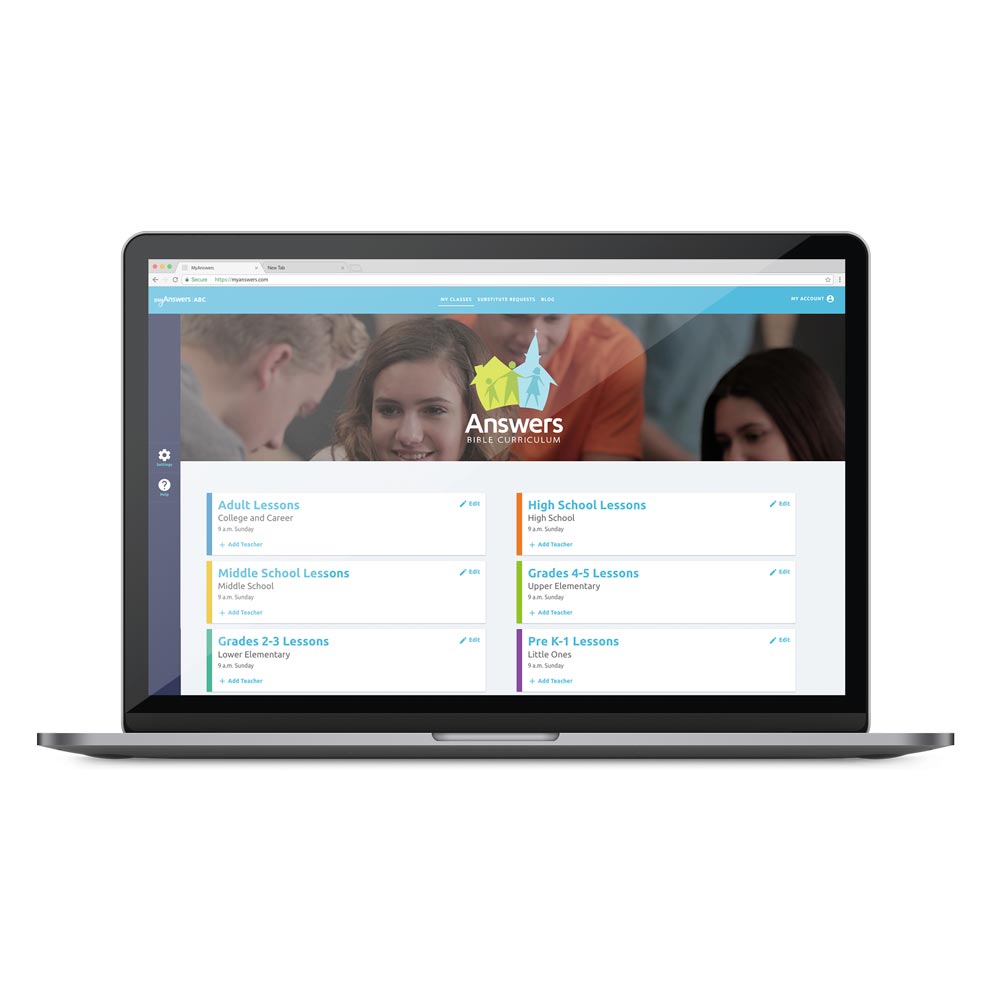 MyAnswers
New Tab
Secure https://myanswers.com
myAnswers ABC
MY CLASSES SUBSTITUTE REQUESTS BLOG
MY ACCOUNT
Answers
BIBLE CURRICULUM
Settings
Help
Adult Lessons
Edit
College and Career
9 a.m. Sunday
+ Add Teacher
High School Lessons
Edit
High School
9 a.m. Sunday
+ Add Teacher
Middle School Lessons
Edit
Middle School
9 a.m. Sunday
+ Add Teacher
Grades 4-5 Lessons
Edit
Upper Elementary
9 a.m. Sunday
+ Add Teacher
Grades 2-3 Lessons
Edit
Lower Elementary
9 a.m. Sunday
+ Add Teacher
Pre K-1 Lessons
Edit
Little Ones
9 a.m. Sunday
+ Add Teacher